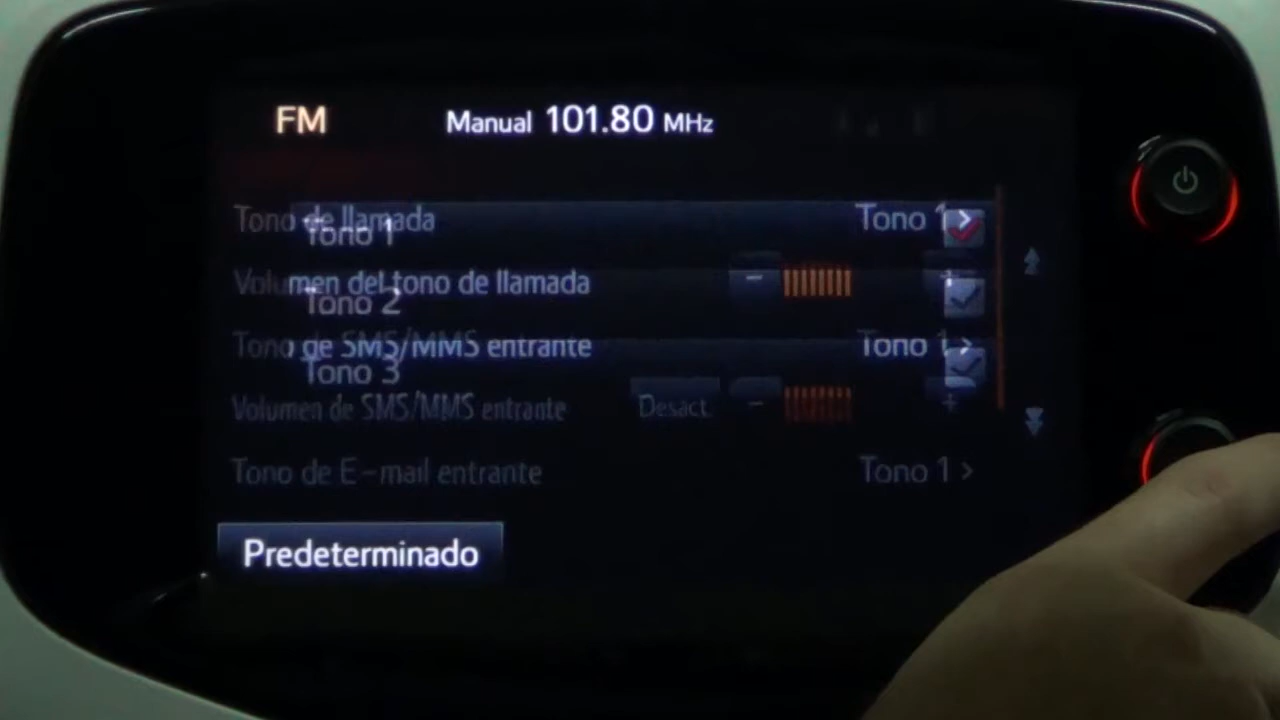 FM Manual 101.80 MHz
Tono de llamada Tono 1 >
Tono 1
Volumen del tono de llamada - +
Tono 2
Tono de SMS/MMS entrante Tono 1 >
Tono 3
Volumen de SMS/MMS entrante Desact. - +
Tono de E-mail entrante Tono 1 >
Predeterminado